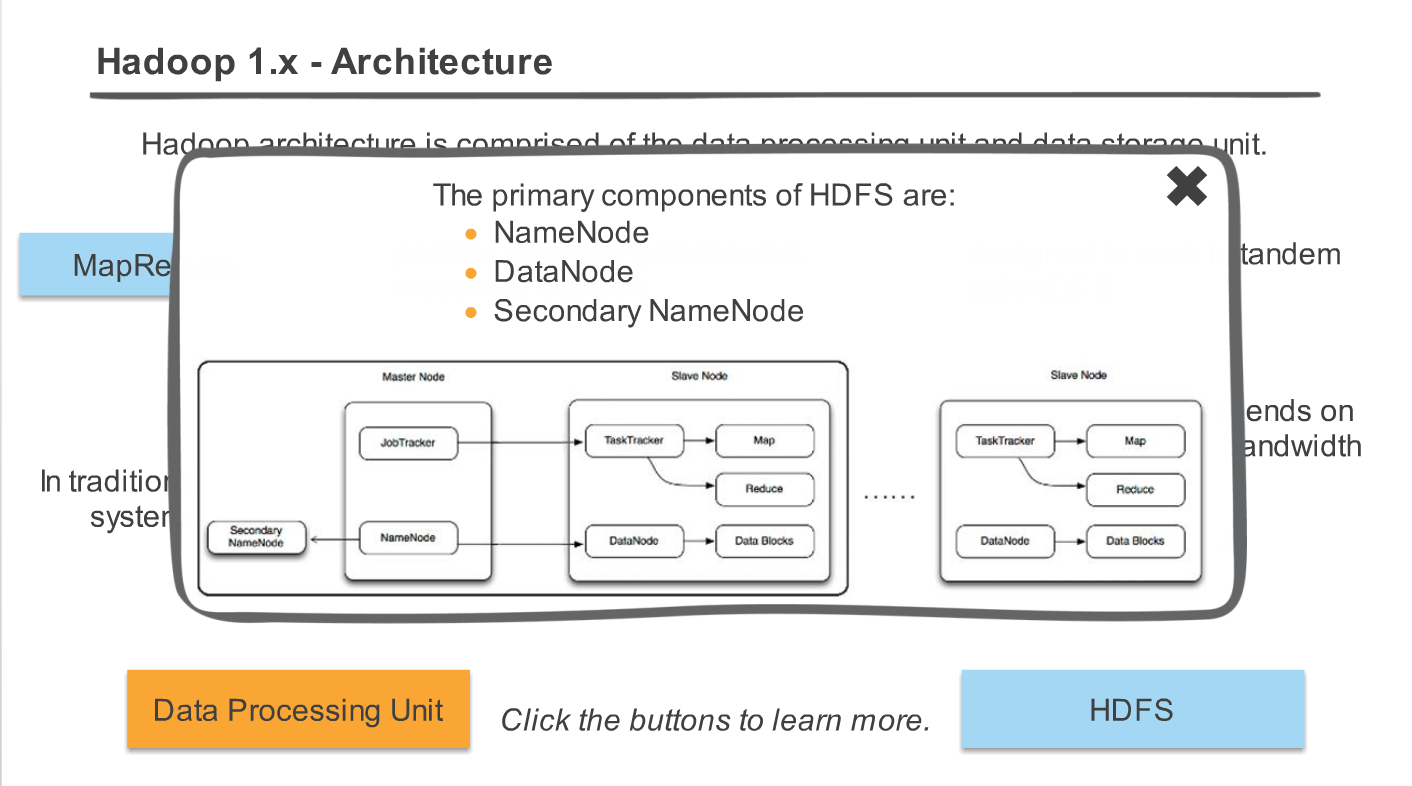 Hadoop 1.x - Architecture
Hadoop architecture is comprised of the data processing unit and data storage unit.
The primary components of HDFS are:
NameNode
DataNode
Secondary NameNode
MapRe
tandem
ends on
andwidth
In tradition
system
Master Node
Slave Node
Slave Node
JobTracker
TaskTracker
Map
TaskTracker
Map
Reduce
......
Reduce
Secondary
NameNode
NameNode
DataNode
Data Blocks
DataNode
Data Blocks
Data Processing Unit
Click the buttons to learn more.
HDFS